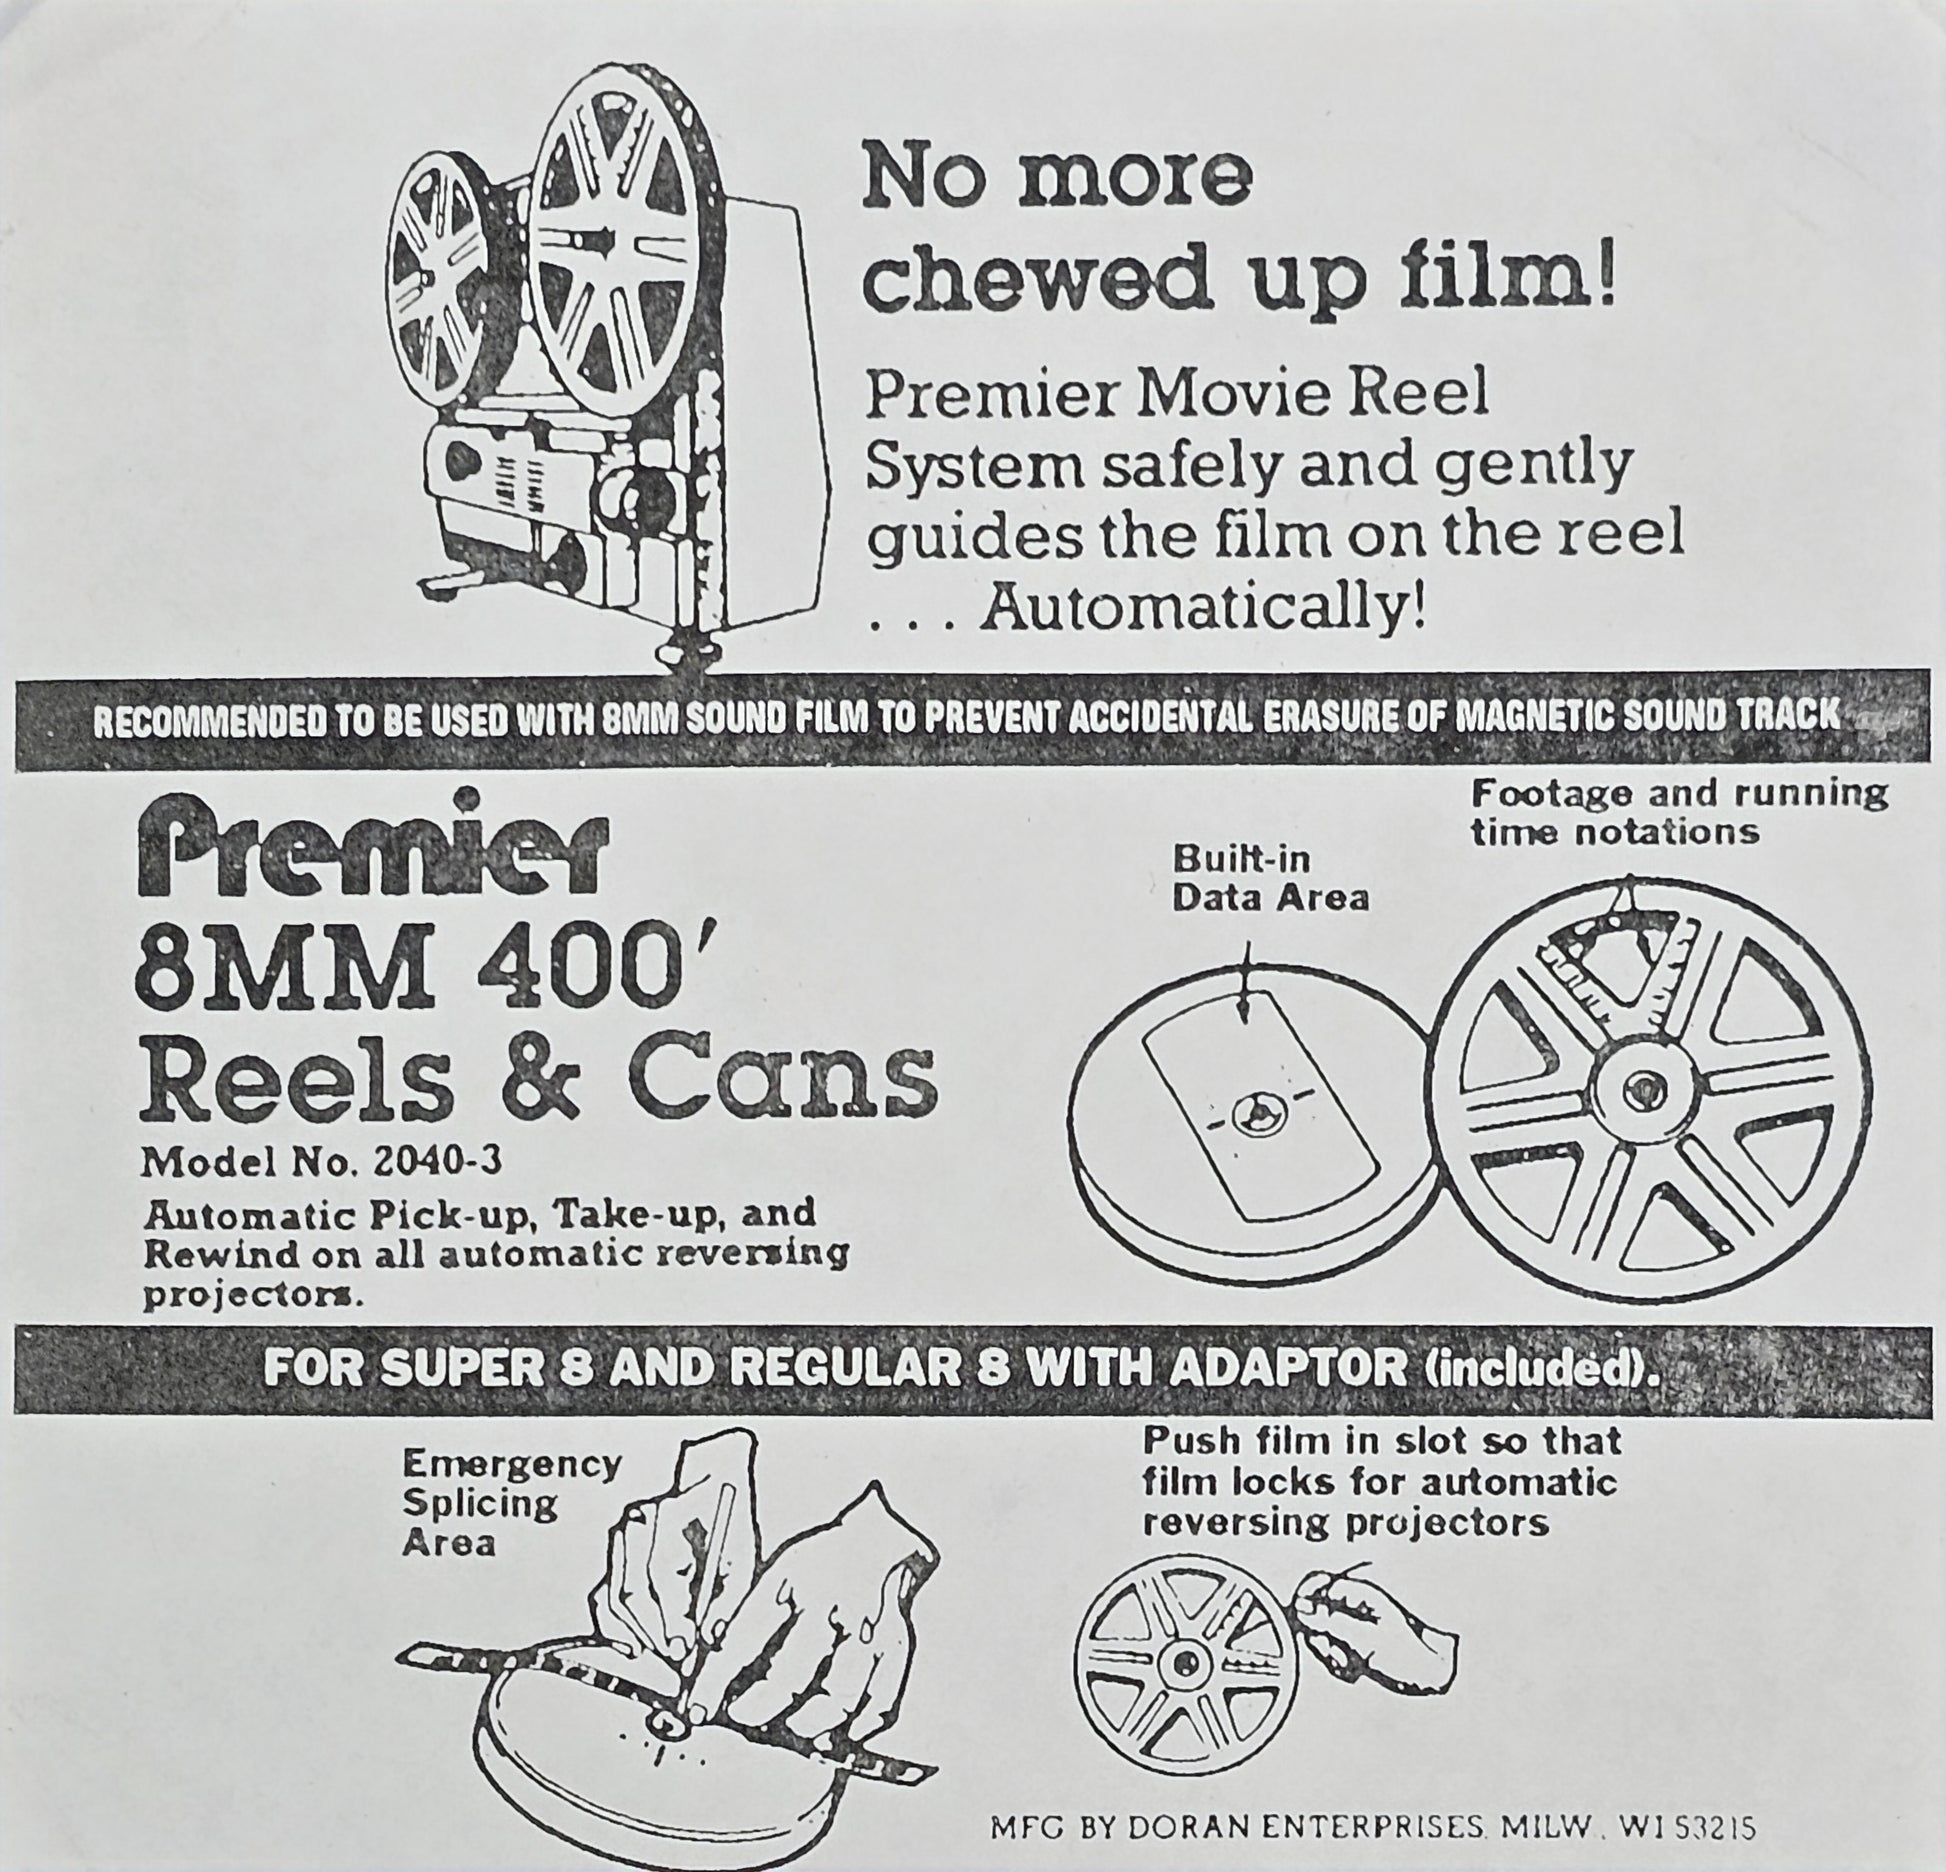 No more
chewed up film!
Premier Movie Reel
System safely and gently
guides the film on the reel
. . . Automatically!
RECOMMENDED TO BE USED WITH 8MM SOUND FILM TO PREVENT ACCIDENTAL ERASURE OF MAGNETIC SOUND TRACK
Premier
8MM 400'
Reels & Cans
Model No. 2040-3
Automatic Pick-up, Take-up, and
Rewind on all automatic reversing
projectors.
Built-in
Data Area
Footage and running
time notations
FOR SUPER 8 AND REGULAR 8 WITH ADAPTOR (included).
Emergency
Splicing
Area
Push film in slot so that
film locks for automatic
reversing projectors
MFG BY DORAN ENTERPRISES, MILW., WI 53215